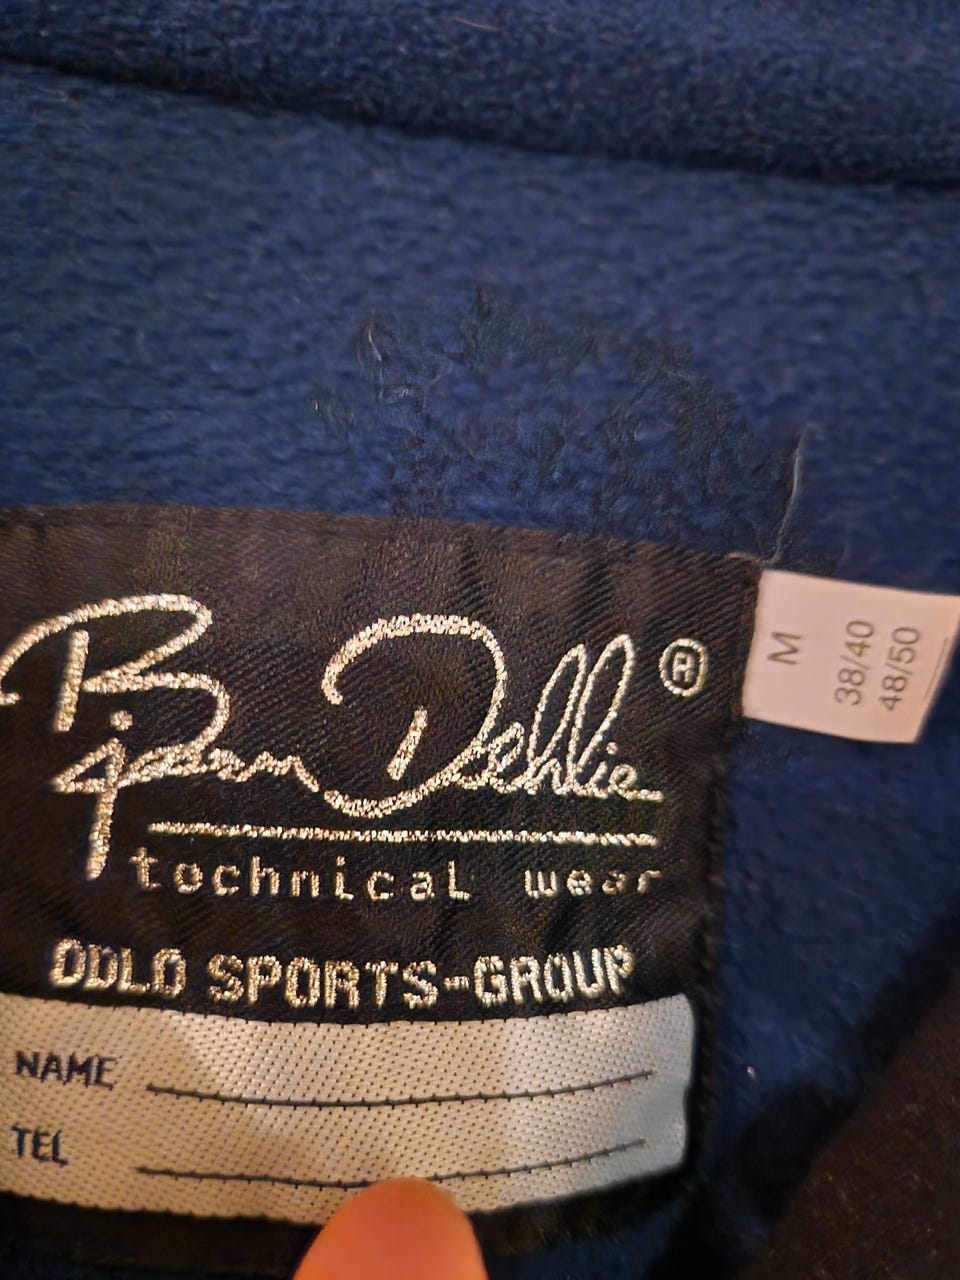 Bjørn Dæhlie ®
technical wear
ODLO SPORTS-GROUP
NAME
TEL
M
38/40
48/50